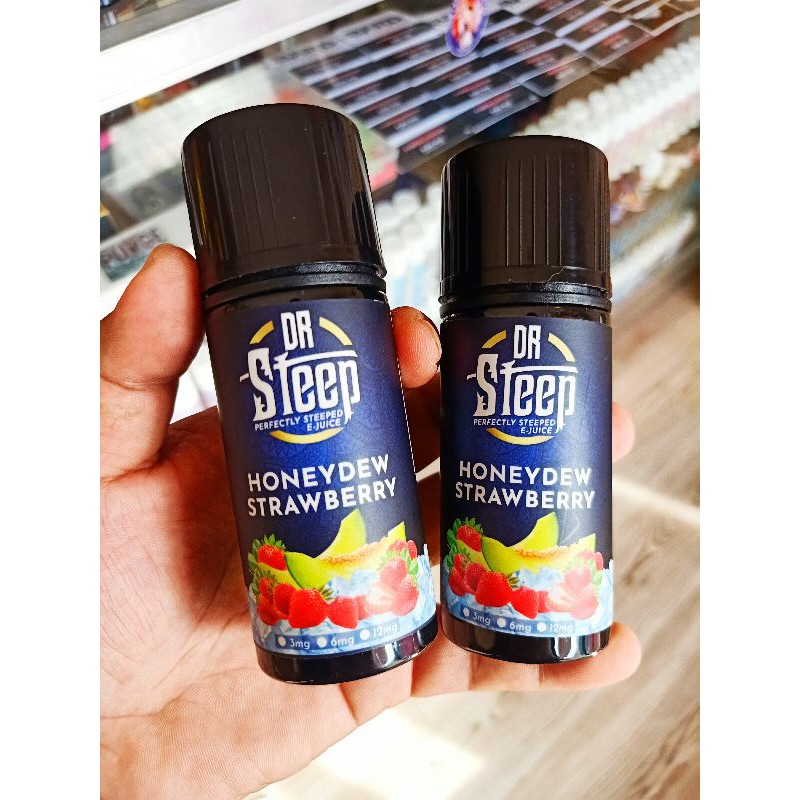 PURGE
DR
Steep
PERFECTLY STEEPED
E-JUICE
HONEYDEW
STRAWBERRY
3mg 6mg 12mg
DR
Steep
PERFECTLY STEEPED
E-JUICE
HONEYDEW
STRAWBERRY
3mg 6mg 12mg